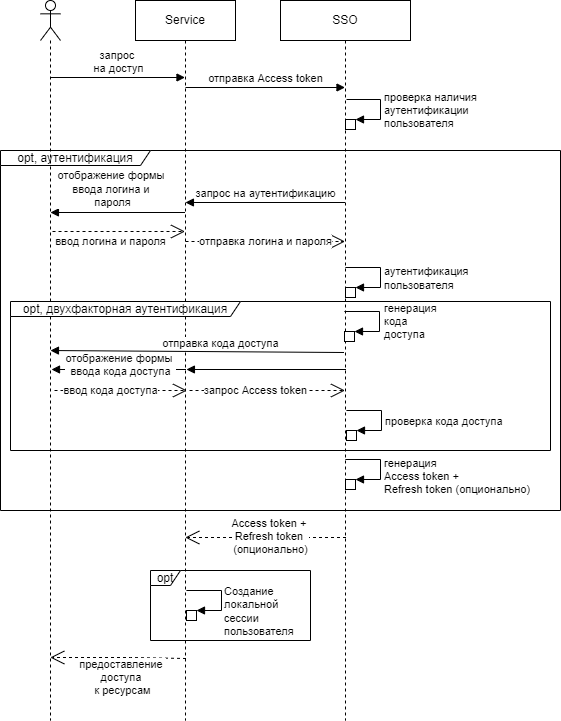 Service
SSO
запрос
на доступ
отправка Access token
проверка наличия
аутентификации
пользователя
opt, аутентификация
отображение формы
ввода логина и
пароля
запрос на аутентификацию
ввод логина и пароля
отправка логина и пароля
аутентификация
пользователя
opt, двухфакторная аутентификация
генерация
кода
доступа
отправка кода доступа
отображение формы
ввода кода доступа
ввод кода доступа
запрос Access token
проверка кода доступа
генерация
Access token +
Refresh token (опционально)
Access token +
Refresh token
(опционально)
opt
Создание
локальной
сессии
пользователя
предоставление
доступа
к ресурсам